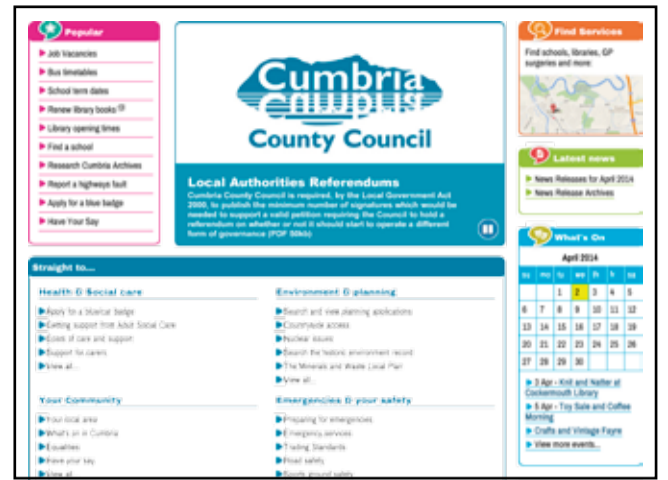 Popular
Job Vacancies
Bus timetables
School term dates
Renew library books
Library opening times
Find a school
Research Cumbria Archives
Report a highways fault
Apply for a blue badge
Have Your Say
Cumbria
County Council
Local Authorities Referendums
Cumbria County Council is required, by the Local Government Act
2000, to publish the minimum number of signatures which would be
needed to support a valid petition requiring the Council to hold a
referendum on whether or not it should start to operate a different
form of governance (PDF 50kb)
Find Services
Find schools, libraries, GP
surgeries and more:
Latest news
News Releases for April 2014
News Release Archives
What's On
April 2014
su mo tu we th fr sa
1 2 3 4 5
6 7 8 9 10 11 12
13 14 15 16 17 18 19
20 21 22 23 24 25 26
27 28 29 30
3 Apr - Knit and Natter at
Cockermouth Library
5 Apr - Toy Sale and Coffee
Morning
Crafts and Vintage Fayre
View more events...
Straight to...
Health & Social care
Apply for a blue/car badge
Getting support from Adult Social Care
Costs of care and support
Support for carers
View all...
Environment & planning
Search and view planning applications
Countryside access
Nuclear issues
Search the historic environment record
The Minerals and Waste Local Plan
View all...
Your Community
Your local area
What's on in Cumbria
Equalities
Have your say
View all...
Emergencies & your safety
Preparing for emergencies
Emergency services
Trading Standards
Road safety
Sports ground safety